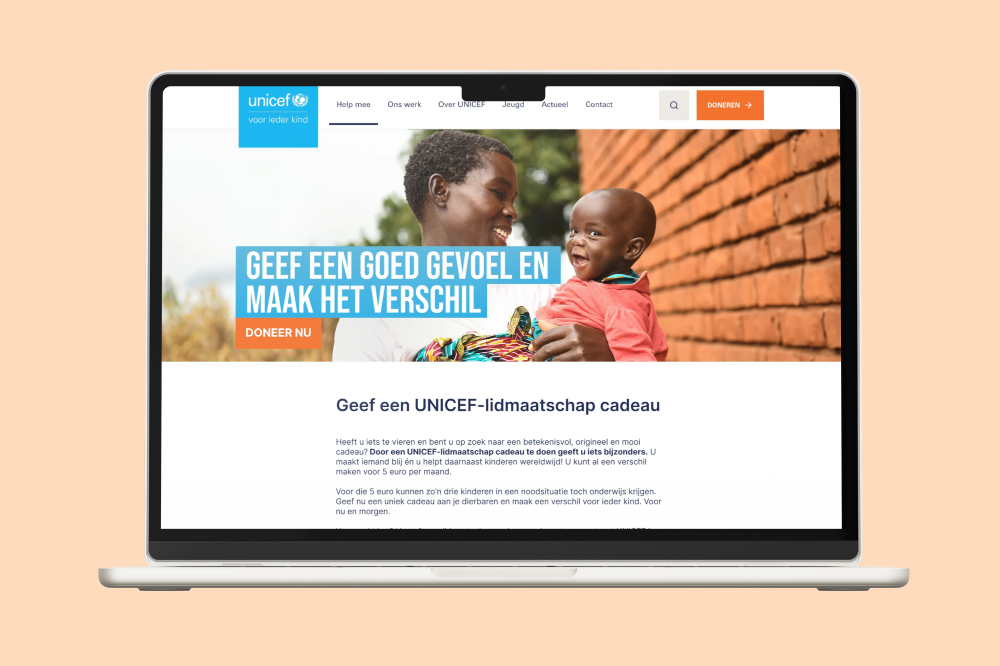 unicef
voor ieder kind
Help mee
Ons werk
Over UNICEF
Jeugd
Actueel
Contact
DONEREN
GEEF EEN GOED GEVOEL EN
MAAK HET VERSCHIL
DONEER NU
Geef een UNICEF-lidmaatschap cadeau
Heeft u iets te vieren en bent u op zoek naar een betekenisvol, origineel en mooi
cadeau? Door een UNICEF-lidmaatschap cadeau te doen geeft u iets bijzonders. U
maakt iemand blij én u helpt daarnaast kinderen wereldwijd! U kunt al een verschil
maken voor 5 euro per maand.
Voor die 5 euro kunnen zo'n drie kinderen in een noodsituatie toch onderwijs krijgen.
Geef nu een uniek cadeau aan je dierbaren en maak een verschil voor ieder kind. Voor
nu en morgen.